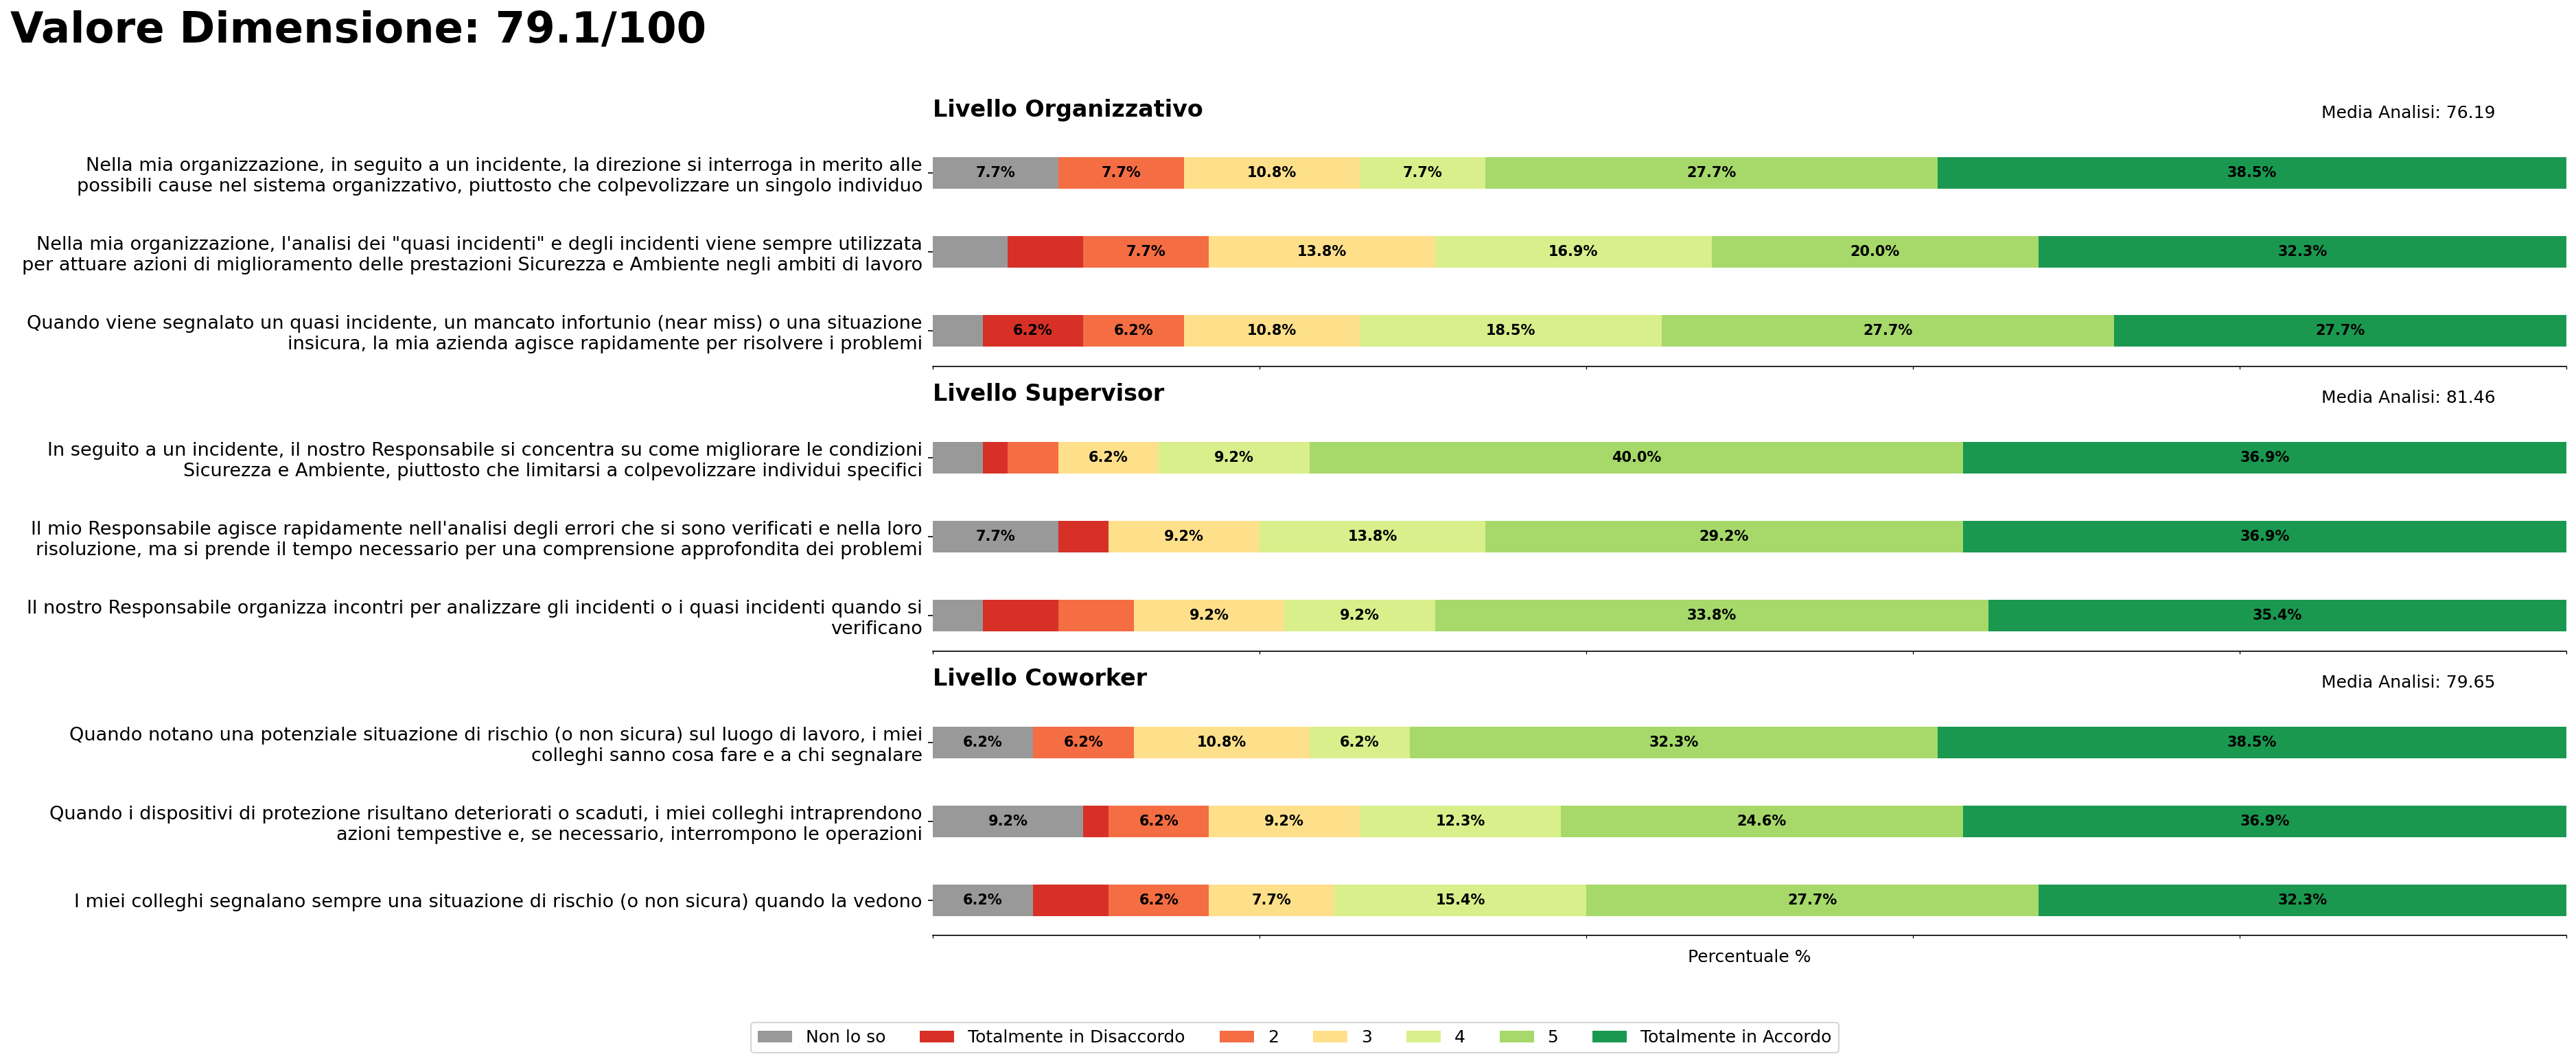 Valore Dimensione: 79.1/100
Livello Organizzativo
Media Analisi: 76.19
Nella mia organizzazione, in seguito a un incidente, la direzione si interroga in merito alle
possibili cause nel sistema organizzativo, piuttosto che colpevolizzare un singolo individuo
7.7% 7.7% 10.8% 7.7% 27.7% 38.5%
Nella mia organizzazione, l'analisi dei "quasi incidenti" e degli incidenti viene sempre utilizzata
per attuare azioni di miglioramento delle prestazioni Sicurezza e Ambiente negli ambiti di lavoro
7.7% 13.8% 16.9% 20.0% 32.3%
Quando viene segnalato un quasi incidente, un mancato infortunio (near miss) o una situazione
insicura, la mia azienda agisce rapidamente per risolvere i problemi
6.2% 6.2% 10.8% 18.5% 27.7% 27.7%
Livello Supervisor
Media Analisi: 81.46
In seguito a un incidente, il nostro Responsabile si concentra su come migliorare le condizioni
Sicurezza e Ambiente, piuttosto che limitarsi a colpevolizzare individui specifici
6.2% 9.2% 40.0% 36.9%
Il mio Responsabile agisce rapidamente nell'analisi degli errori che si sono verificati e nella loro
risoluzione, ma si prende il tempo necessario per una comprensione approfondita dei problemi
7.7% 9.2% 13.8% 29.2% 36.9%
Il nostro Responsabile organizza incontri per analizzare gli incidenti o i quasi incidenti quando si
verificano
9.2% 9.2% 33.8% 35.4%
Livello Coworker
Media Analisi: 79.65
Quando notano una potenziale situazione di rischio (o non sicura) sul luogo di lavoro, i miei
colleghi sanno cosa fare e a chi segnalare
6.2% 6.2% 10.8% 6.2% 32.3% 38.5%
Quando i dispositivi di protezione risultano deteriorati o scaduti, i miei colleghi intraprendono
azioni tempestive e, se necessario, interrompono le operazioni
9.2% 6.2% 9.2% 12.3% 24.6% 36.9%
I miei colleghi segnalano sempre una situazione di rischio (o non sicura) quando la vedono
6.2% 6.2% 7.7% 15.4% 27.7% 32.3%
Percentuale %
Non lo so Totalmente in Disaccordo 2 3 4 5 Totalmente in Accordo